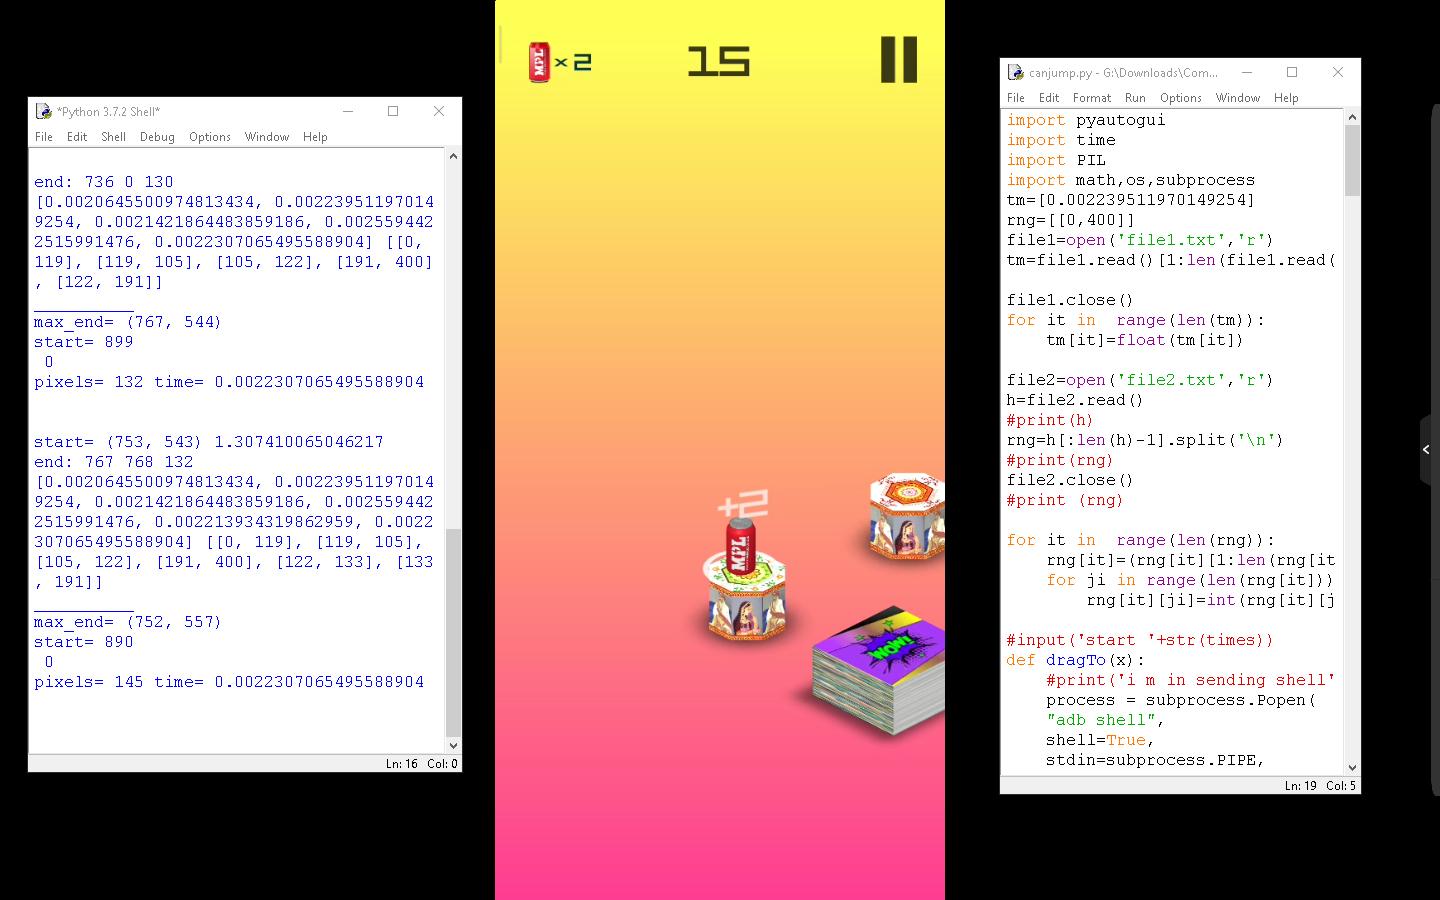 *Python 3.7.2 Shell*
File Edit Shell Debug Options Window Help
end: 736 0 130
[0.0020645500974813434, 0.00223951197014
9254, 0.0021421864483859186, 0.002559442
2515991476, 0.0022307065495588904] [[0,
119], [119, 105], [105, 122], [191, 400]
, [122, 191]]
max_end= (767, 544)
start= 899
0
pixels= 132 time= 0.0022307065495588904
start= (753, 543) 1.307410065046217
end: 767 768 132
[0.0020645500974813434, 0.00223951197014
9254, 0.0021421864483859186, 0.002559442
2515991476, 0.002213934319862959, 0.0022
307065495588904] [[0, 119], [119, 105],
[105, 122], [191, 400], [122, 133], [133
, 191]]
max_end= (752, 557)
start= 890
0
pixels= 145 time= 0.0022307065495588904
Ln: 16 Col: 0
MPL × 2
15
+2
MPL
WOW!
canjump.py - G:\Downloads\Com...
File Edit Format Run Options Window Help
import pyautogui
import time
import PIL
import math,os,subprocess
tm=[0.002239511970149254]
rng=[[0,400]]
file1=open('file1.txt','r')
tm=file1.read()[1:len(file1.read(
file1.close()
for it in  range(len(tm)):
    tm[it]=float(tm[it])
file2=open('file2.txt','r')
h=file2.read()
#print(h)
rng=h[:len(h)-1].split('\n')
#print(rng)
file2.close()
#print (rng)
for it in  range(len(rng)):
    rng[it]=(rng[it][1:len(rng[it
    for ji in range(len(rng[it]))
        rng[it][ji]=int(rng[it][j
#input('start '+str(times))
def dragTo(x):
    #print('i m in sending shell'
    process = subprocess.Popen(
    "adb shell",
    shell=True,
    stdin=subprocess.PIPE,
Ln: 19 Col: 5